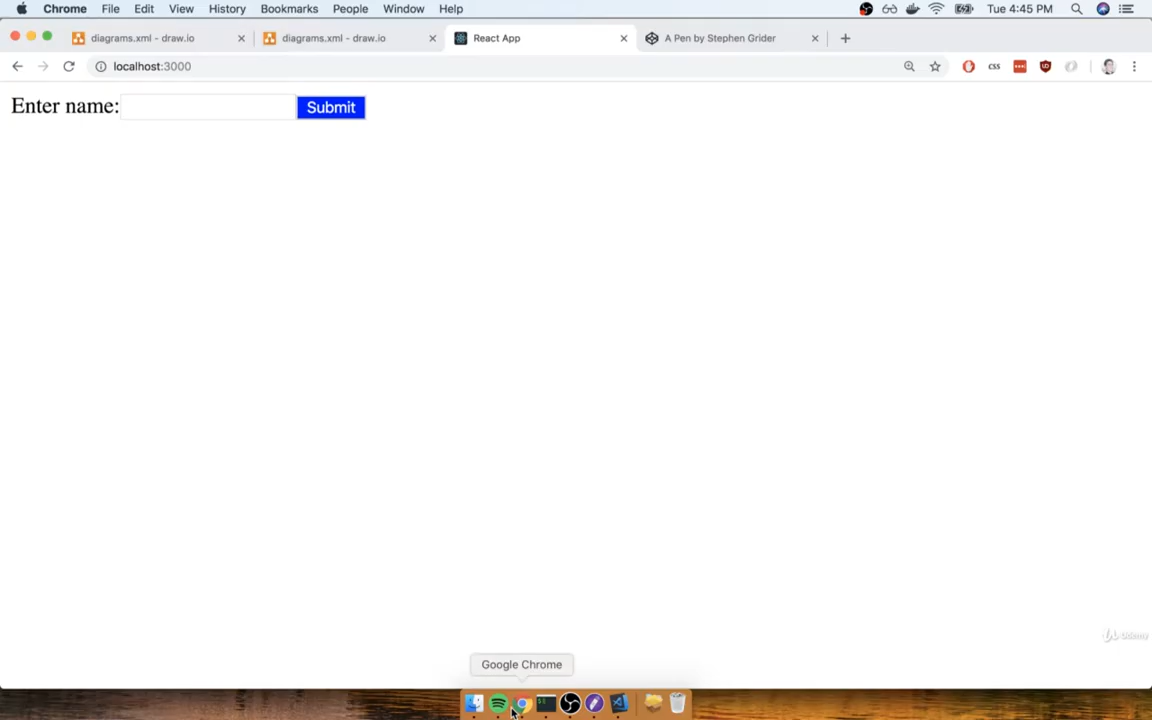 Chrome File Edit View History Bookmarks People Window Help Tue 4:45 PM
diagrams.xml - draw.io diagrams.xml - draw.io React App A Pen by Stephen Grider
localhost:3000 CSS
Enter name: Submit
Udemy
Google Chrome